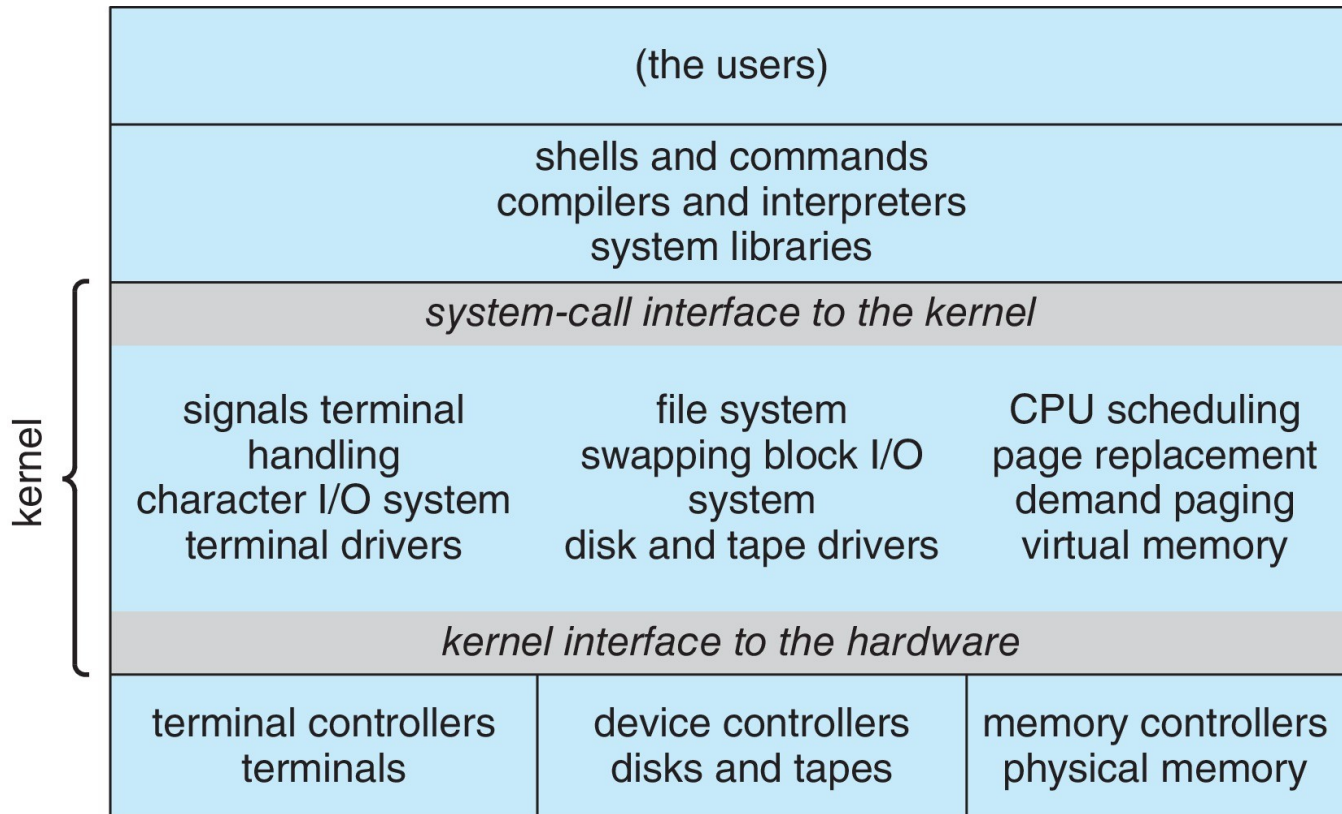 (the users)
shells and commands
compilers and interpreters
system libraries
kernel
system-call interface to the kernel
signals terminal
handling
character I/O system
terminal drivers
file system
swapping block I/O
system
disk and tape drivers
CPU scheduling
page replacement
demand paging
virtual memory
kernel interface to the hardware
terminal controllers
terminals
device controllers
disks and tapes
memory controllers
physical memory